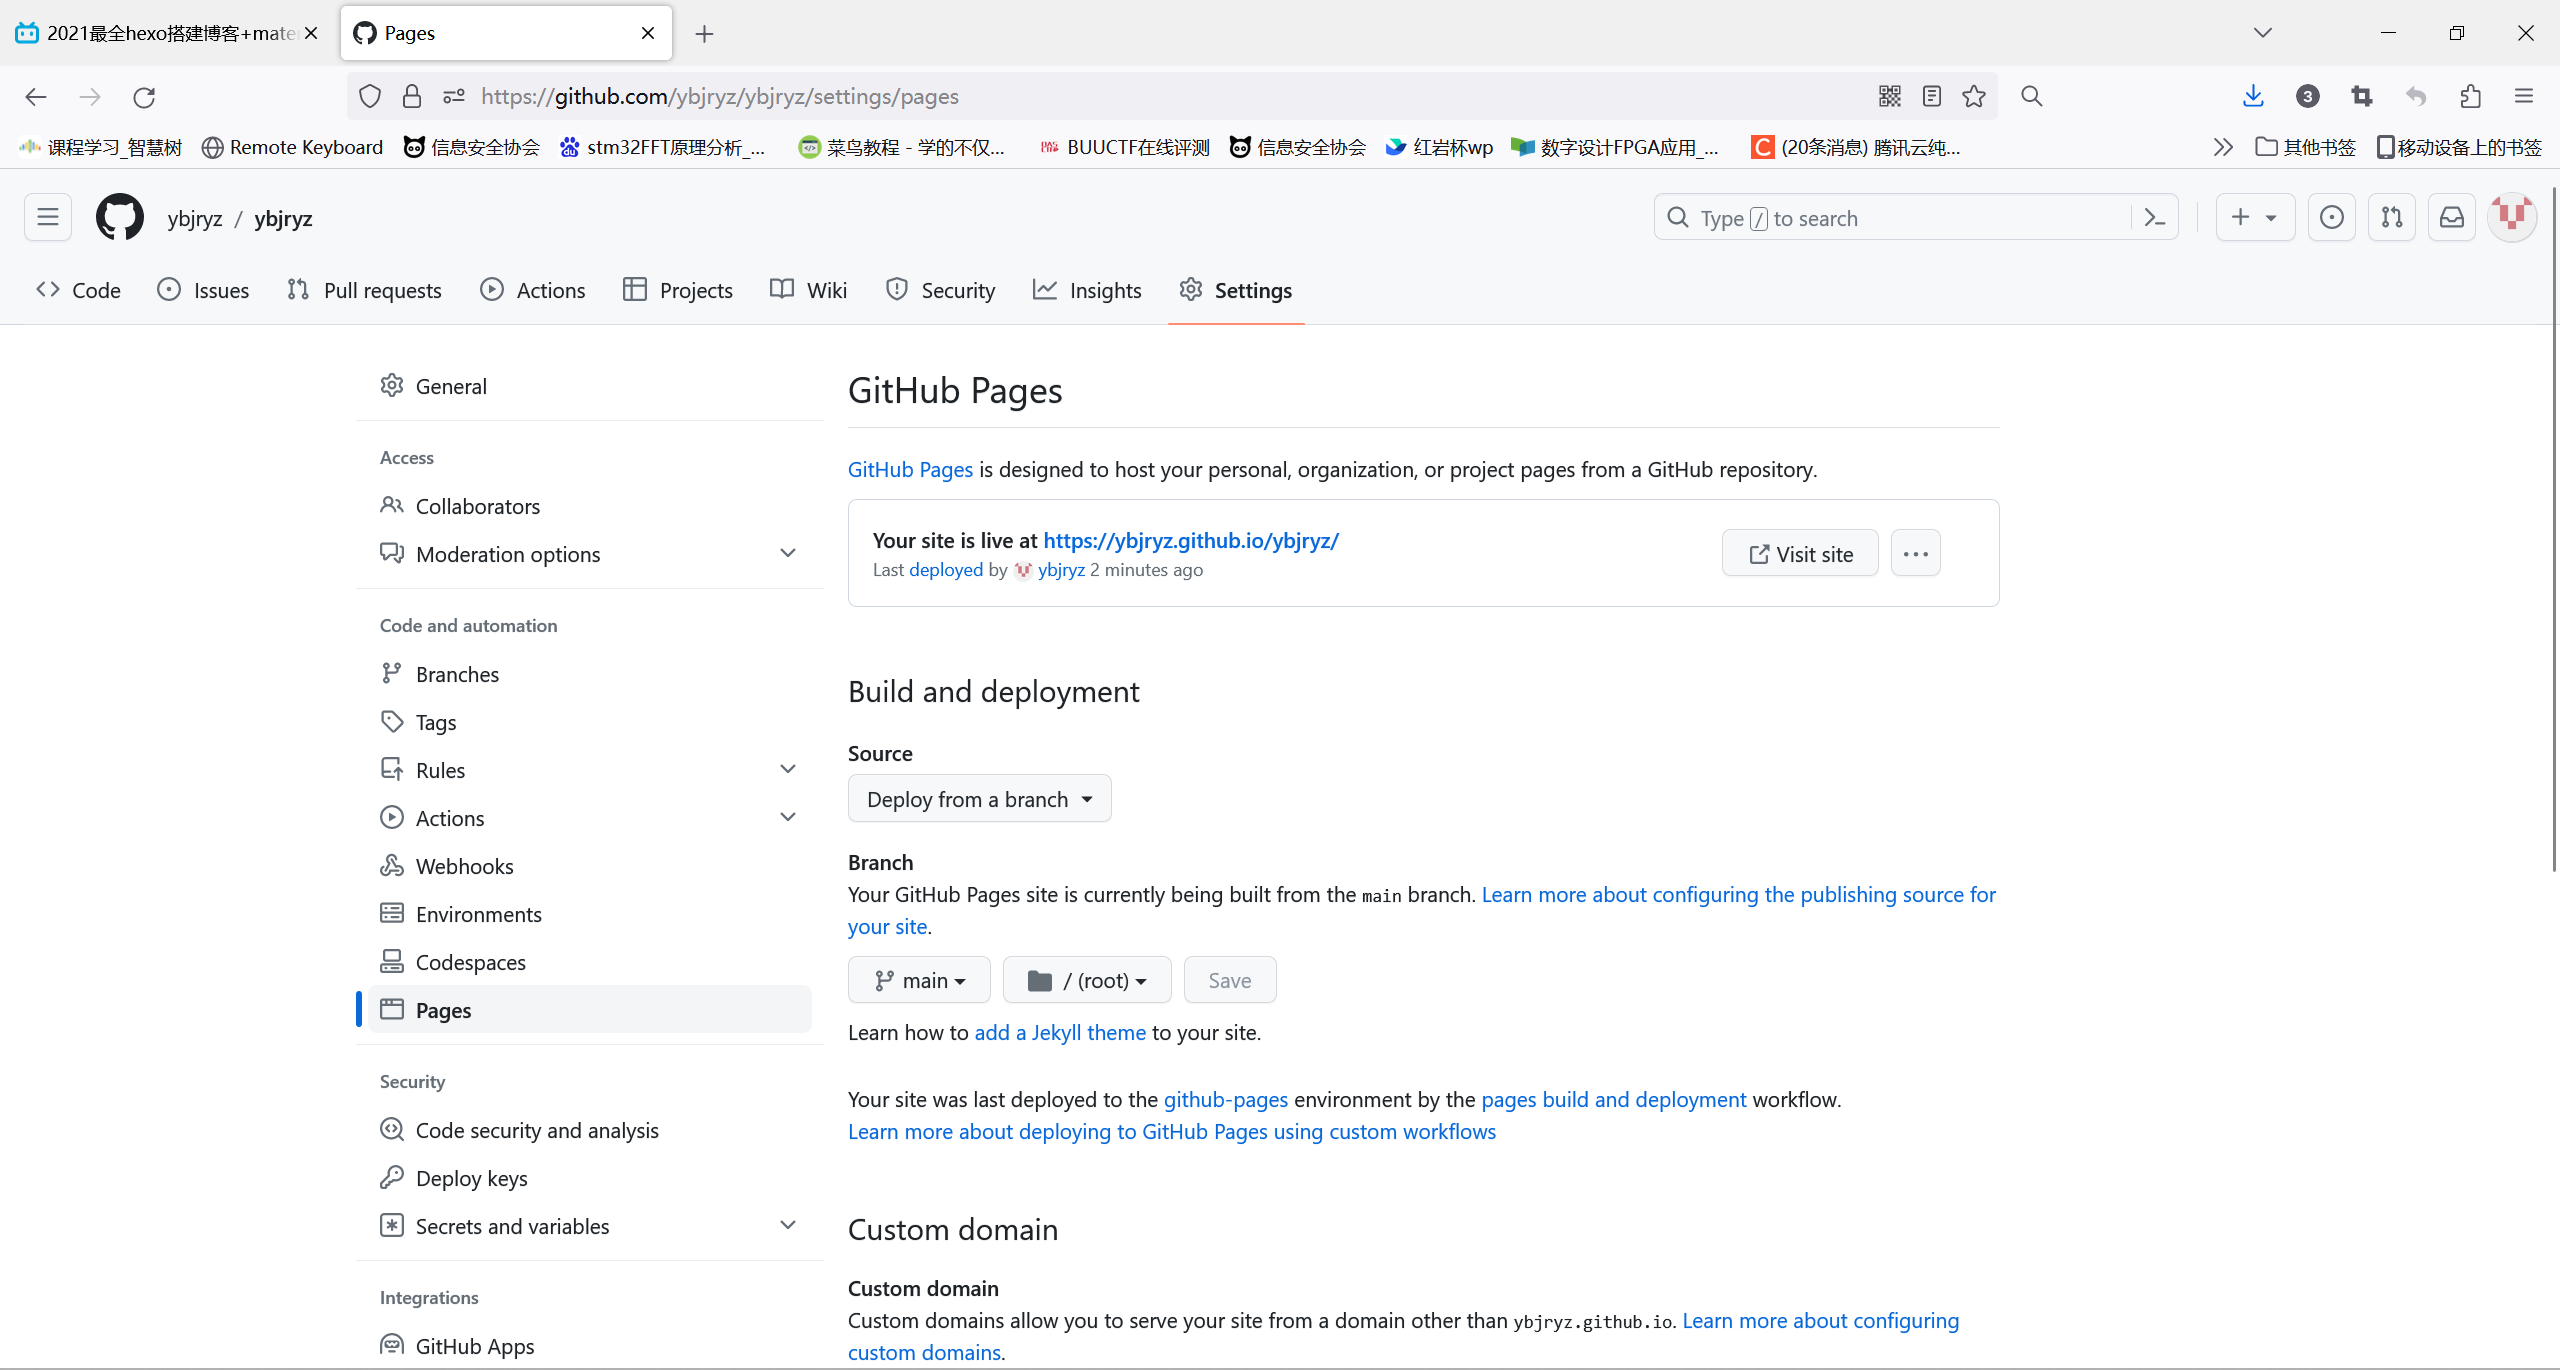 2021最全hexo搭建博客+mate
Pages
https://github.com/ybjryz/ybjryz/settings/pages
3
课程学习_智慧树
Remote Keyboard
信息安全协会
stm32FFT原理分析_...
菜鸟教程 - 学的不仅...
BUUCTF在线评测
信息安全协会
红岩杯wp
数字设计FPGA应用_...
C (20条消息) 腾讯云纯...
其他书签
移动设备上的书签
ybjryz / ybjryz
Type / to search
Code
Issues
Pull requests
Actions
Projects
Wiki
Security
Insights
Settings
General
Access
Collaborators
Moderation options
Code and automation
Branches
Tags
Rules
Actions
Webhooks
Environments
Codespaces
Pages
Security
Code security and analysis
Deploy keys
Secrets and variables
Integrations
GitHub Apps
GitHub Pages
GitHub Pages is designed to host your personal, organization, or project pages from a GitHub repository.
Your site is live at https://ybjryz.github.io/ybjryz/
Last deployed by ybjryz 2 minutes ago
Visit site
Build and deployment
Source
Deploy from a branch
Branch
Your GitHub Pages site is currently being built from the main branch. Learn more about configuring the publishing source for
your site.
main
/ (root)
Save
Learn how to add a Jekyll theme to your site.
Your site was last deployed to the github-pages environment by the pages build and deployment workflow.
Learn more about deploying to GitHub Pages using custom workflows
Custom domain
Custom domain
Custom domains allow you to serve your site from a domain other than ybjryz.github.io. Learn more about configuring
custom domains.